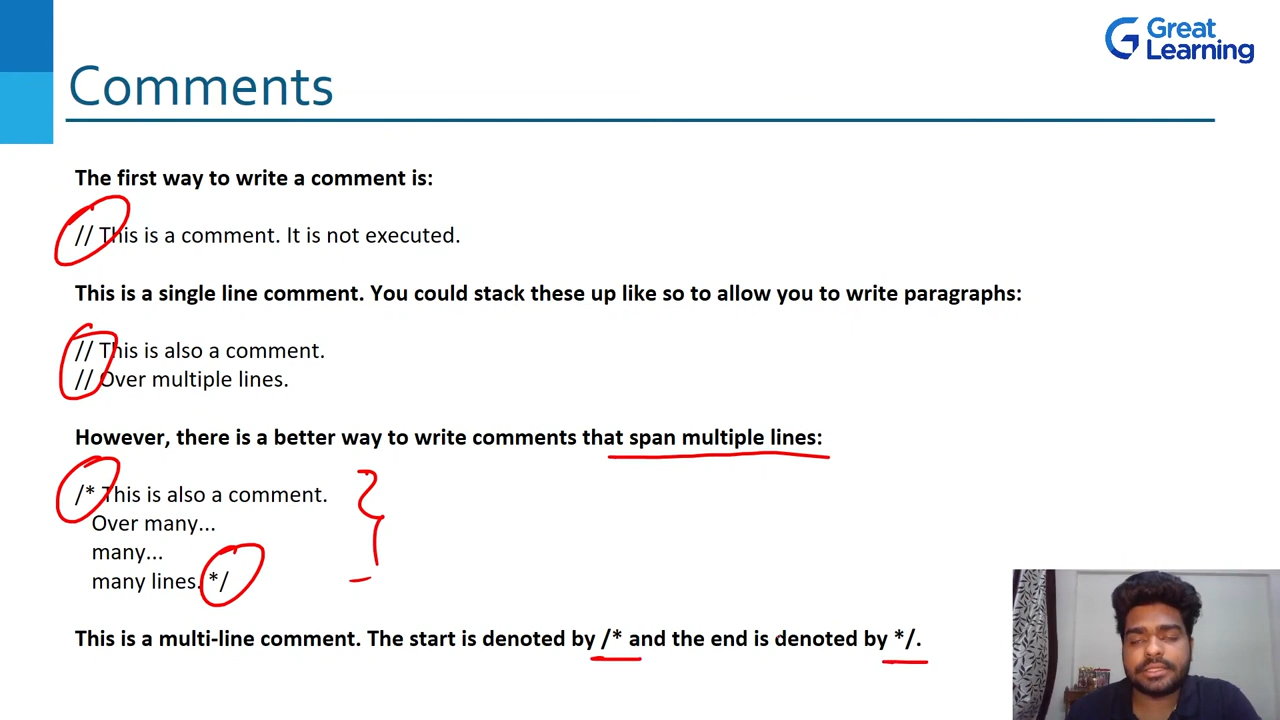 Great
Learning
Comments
The first way to write a comment is:
// This is a comment. It is not executed.
This is a single line comment. You could stack these up like so to allow you to write paragraphs:
// This is also a comment.
// Over multiple lines.
However, there is a better way to write comments that span multiple lines:
/* This is also a comment.
Over many...
many...
many lines. */
This is a multi-line comment. The start is denoted by /* and the end is denoted by */.